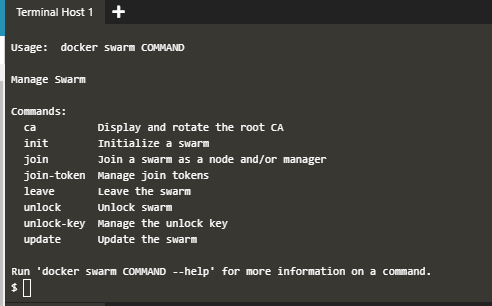 Terminal Host 1 +
Usage:  docker swarm COMMAND
Manage Swarm
Commands:
  ca          Display and rotate the root CA
  init        Initialize a swarm
  join        Join a swarm as a node and/or manager
  join-token  Manage join tokens
  leave       Leave the swarm
  unlock      Unlock swarm
  unlock-key  Manage the unlock key
  update      Update the swarm
Run 'docker swarm COMMAND --help' for more information on a command.
$